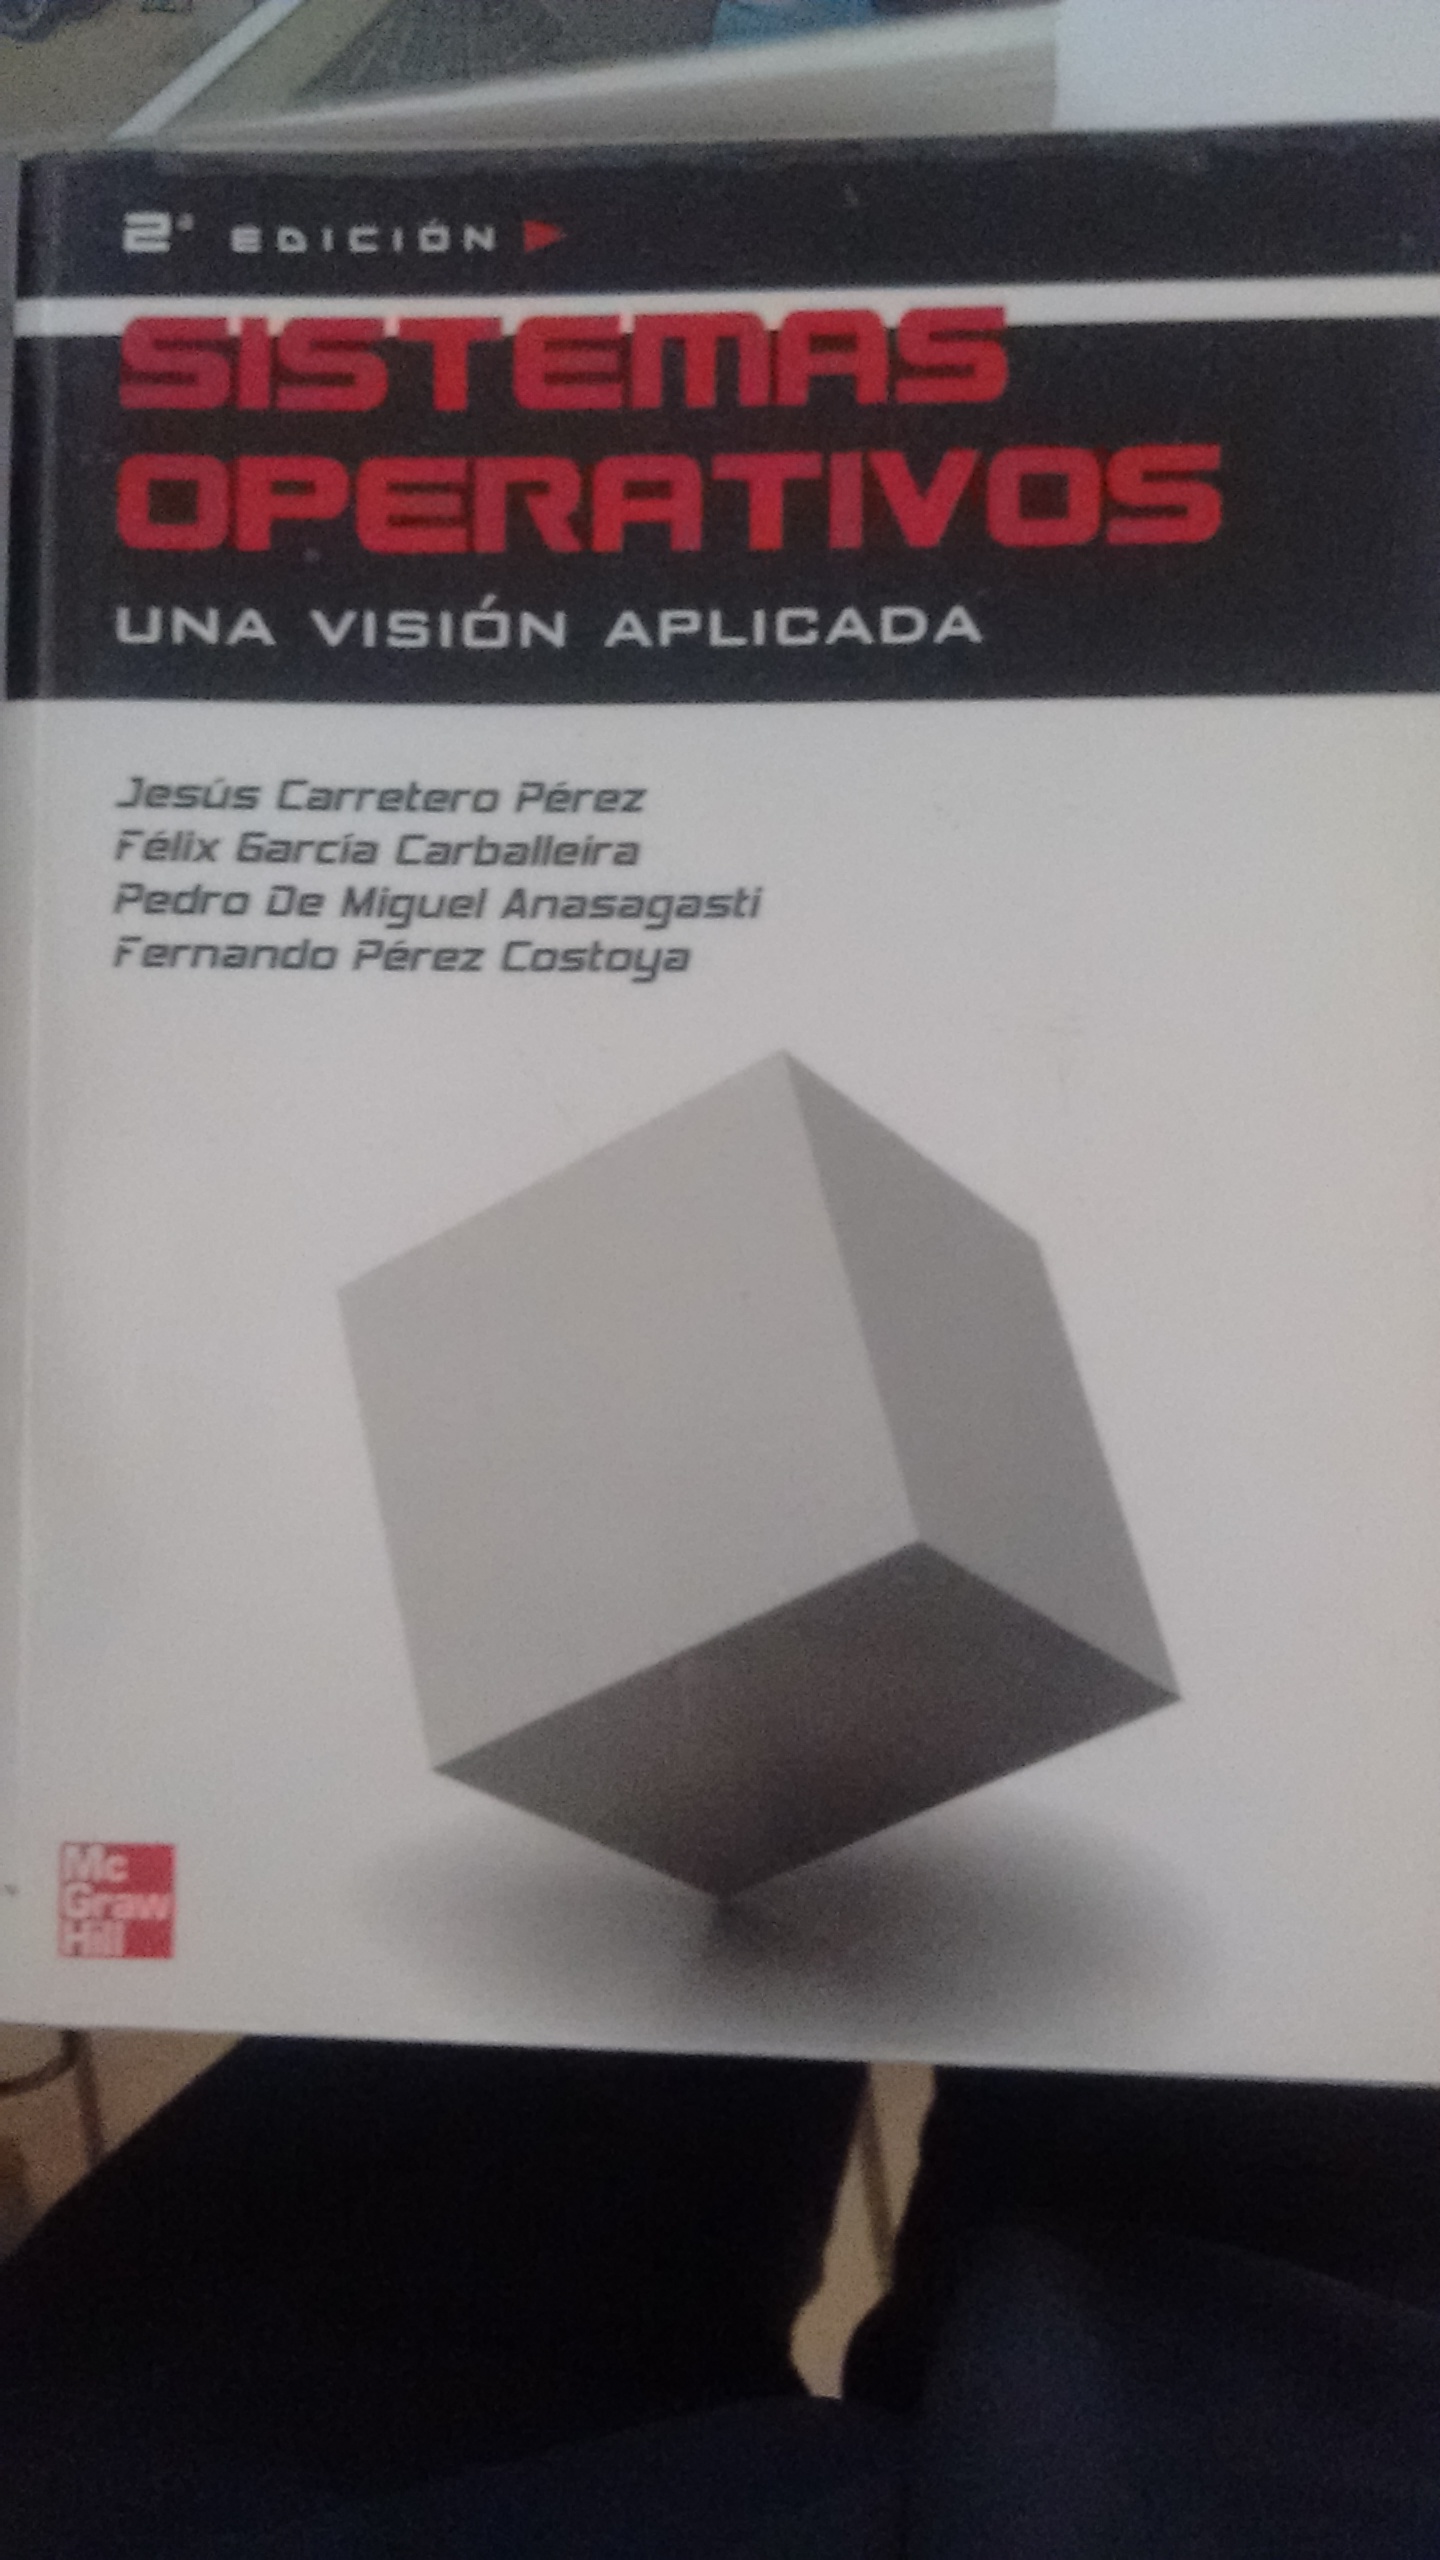 2ª EDICIÓN
SISTEMAS
OPERATIVOS
UNA VISIÓN APLICADA
Jesús Carretero Pérez
Félix García Carballeira
Pedro De Miguel Anasagasti
Fernando Pérez Costoya
Mc
Graw
Hill